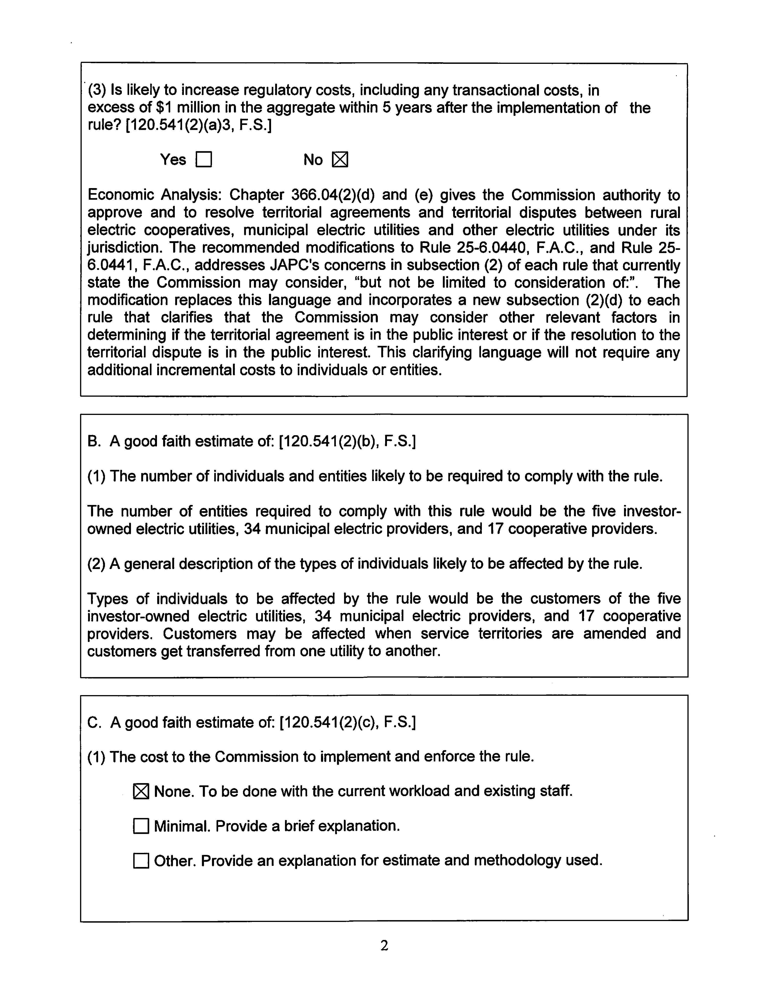 (3) Is likely to increase regulatory costs, including any transactional costs, in
excess of $1 million in the aggregate within 5 years after the implementation of the
rule? [120.541(2)(a)3, F.S.]
Yes ☐ No ☒
Economic Analysis: Chapter 366.04(2)(d) and (e) gives the Commission authority to
approve and to resolve territorial agreements and territorial disputes between rural
electric cooperatives, municipal electric utilities and other electric utilities under its
jurisdiction. The recommended modifications to Rule 25-6.0440, F.A.C., and Rule 25-
6.0441, F.A.C., addresses JAPC's concerns in subsection (2) of each rule that currently
state the Commission may consider, “but not be limited to consideration of:”. The
modification replaces this language and incorporates a new subsection (2)(d) to each
rule that clarifies that the Commission may consider other relevant factors in
determining if the territorial agreement is in the public interest or if the resolution to the
territorial dispute is in the public interest. This clarifying language will not require any
additional incremental costs to individuals or entities.
B. A good faith estimate of: [120.541(2)(b), F.S.]
(1) The number of individuals and entities likely to be required to comply with the rule.
The number of entities required to comply with this rule would be the five investor-
owned electric utilities, 34 municipal electric providers, and 17 cooperative providers.
(2) A general description of the types of individuals likely to be affected by the rule.
Types of individuals to be affected by the rule would be the customers of the five
investor-owned electric utilities, 34 municipal electric providers, and 17 cooperative
providers. Customers may be affected when service territories are amended and
customers get transferred from one utility to another.
C. A good faith estimate of: [120.541(2)(c), F.S.]
(1) The cost to the Commission to implement and enforce the rule.
☒ None. To be done with the current workload and existing staff.
☐ Minimal. Provide a brief explanation.
☐ Other. Provide an explanation for estimate and methodology used.
2